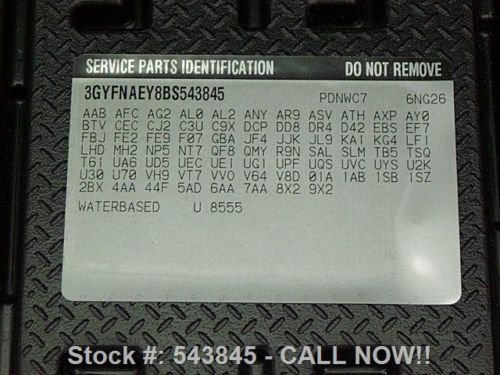 SERVICE PARTS IDENTIFICATION DO NOT REMOVE
3GYFNAEY8BS543845 PDNWC7 6NG26
AAB AFC AG2 AL0 AL2 ANY AR9 ASV ATH AXP AY0
BTV CEC CJ2 C3U C9X DCP DD8 DR4 D42 EBS EF7
FBJ FE2 FE9 F07 GBA JF4 JJK JL9 KA1 KG4 LF1
LHD MH2 NP5 NT7 QF8 QMY R9N SAL SLM TB5 TSQ
T61 UA6 UD5 UEC UE1 UG1 UPF UQS UVC UYS U2K
U30 U70 VH9 VT7 VV0 V64 V8D 01A 1AB 1SB 1SZ
2BX 4AA 44F 5AD 6AA 7AA 8X2 9X2
WATERBASED U 8555
Stock #: 543845 - CALL NOW!!